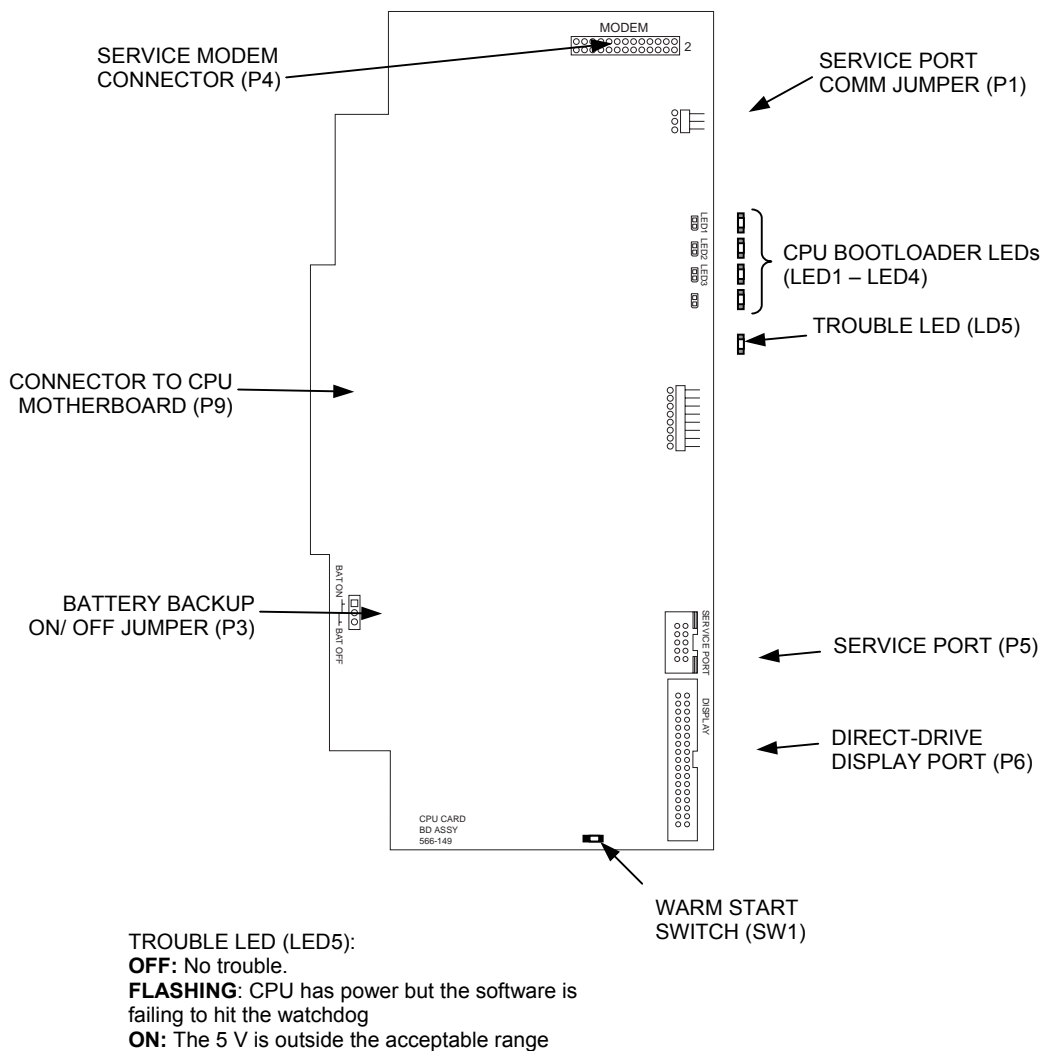 MODEM
2
SERVICE MODEM
CONNECTOR (P4)
SERVICE PORT
COMM JUMPER (P1)
LED1
LED2
LED3
CPU BOOTLOADER LEDs
(LED1 – LED4)
TROUBLE LED (LD5)
CONNECTOR TO CPU
MOTHERBOARD (P9)
BAT ON
BAT OFF
BATTERY BACKUP
ON/ OFF JUMPER (P3)
SERVICE PORT
SERVICE PORT (P5)
DISPLAY
DIRECT-DRIVE
DISPLAY PORT (P6)
CPU CARD
BD ASSY
566-149
WARM START
SWITCH (SW1)
TROUBLE LED (LED5):
OFF: No trouble.
FLASHING: CPU has power but the software is
failing to hit the watchdog
ON: The 5 V is outside the acceptable range